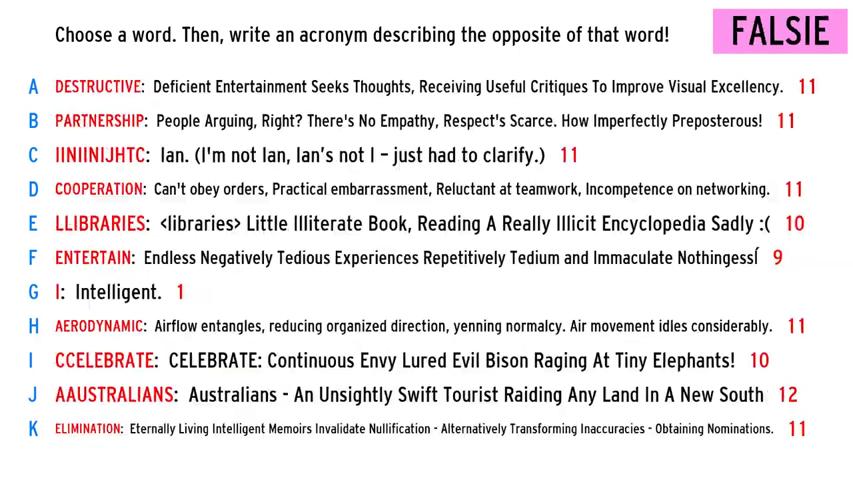 Choose a word. Then, write an acronym describing the opposite of that word!
FALSIE
A DESTRUCTIVE: Deficient Entertainment Seeks Thoughts, Receiving Useful Critiques To Improve Visual Excellency. 11
B PARTNERSHIP: People Arguing, Right? There's No Empathy, Respect's Scarce. How Imperfectly Preposterous! 11
C IINIINIJHTC: Ian. (I'm not Ian, Ian's not I – just had to clarify.) 11
D COOPERATION: Can't obey orders, Practical embarrassment, Reluctant at teamwork, Incompetence on networking. 11
E LLIBRARIES: <libraries> Little Illiterate Book, Reading A Really Illicit Encyclopedia Sadly :( 10
F ENTERTAIN: Endless Negatively Tedious Experiences Repetitively Tedium and Immaculate NothingessÍ 9
G I: Intelligent. 1
H AERODYNAMIC: Airflow entangles, reducing organized direction, yenning normalcy. Air movement idles considerably. 11
I CCELEBRATE: CELEBRATE: Continuous Envy Lured Evil Bison Raging At Tiny Elephants! 10
J AAUSTRALIANS: Australians - An Unsightly Swift Tourist Raiding Any Land In A New South 12
K ELIMINATION: Eternally Living Intelligent Memoirs Invalidate Nullification - Alternatively Transforming Inaccuracies - Obtaining Nominations. 11